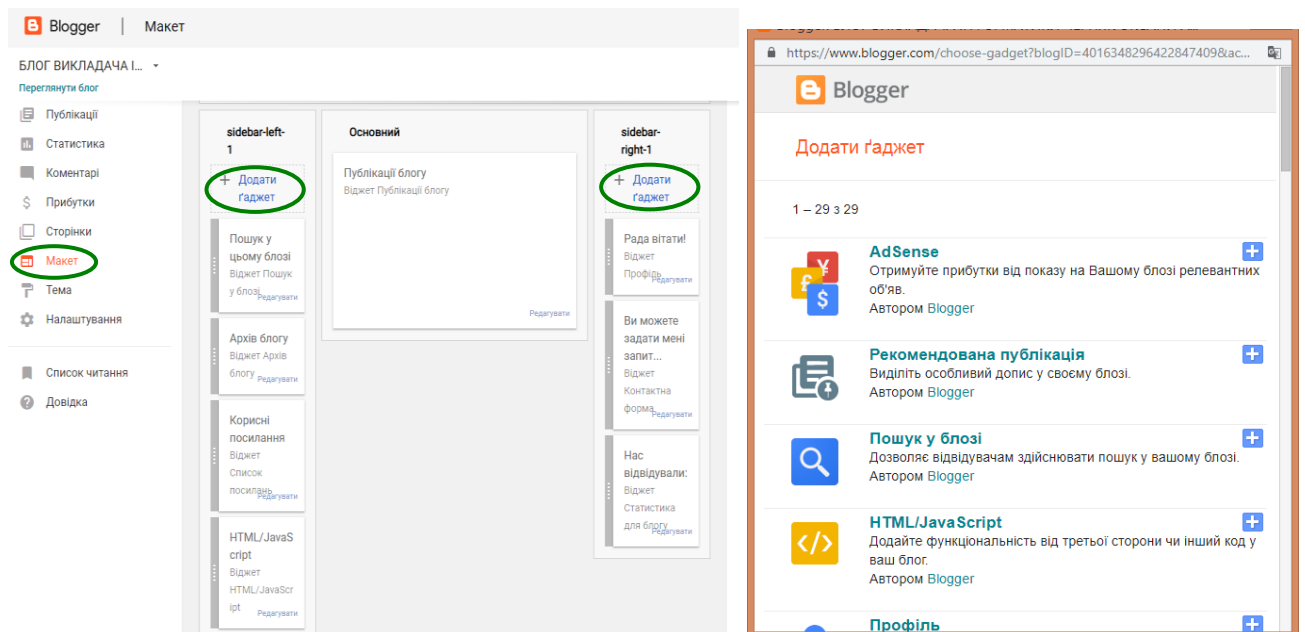 Blogger | Макет
БЛОГ ВИКЛАДАЧА І...
Переглянути блог
Публікації
Статистика
Коментарі
Прибутки
Сторінки
Макет
Тема
Налаштування
Список читання
Довідка
sidebar-left-
1
+ Додати
ґаджет
Пошук у
цьому блозі
Віджет Пошук
у блозі
Редагувати
Архів блогу
Віджет Архів
блогу
Редагувати
Корисні
посилання
Віджет
Список
посилань
Редагувати
HTML/JavaS
cript
Віджет
HTML/JavaScr
ipt
Редагувати
Основний
Публікації блогу
Віджет Публікації блогу
Редагувати
sidebar-
right-1
+ Додати
ґаджет
Рада вітати!
Віджет
Профіль
Редагувати
Ви можете
задати мені
запит...
Віджет
Контактна
форма
Редагувати
Нас
відвідували:
Віджет
Статистика
для блогу
Редагувати
https://www.blogger.com/choose-gadget?blogID=4016348296422847409&ac...
Blogger
Додати ґаджет
1 – 29 з 29
AdSense
Отримуйте прибутки від показу на Вашому блозі релевантних
об'яв.
Автором Blogger
Рекомендована публікація
Виділіть особливий допис у своєму блозі.
Автором Blogger
Пошук у блозі
Дозволяє відвідувачам здійснювати пошук у вашому блозі.
Автором Blogger
HTML/JavaScript
Додайте функціональність від третьої сторони чи інший код у
ваш блог.
Автором Blogger
Профіль